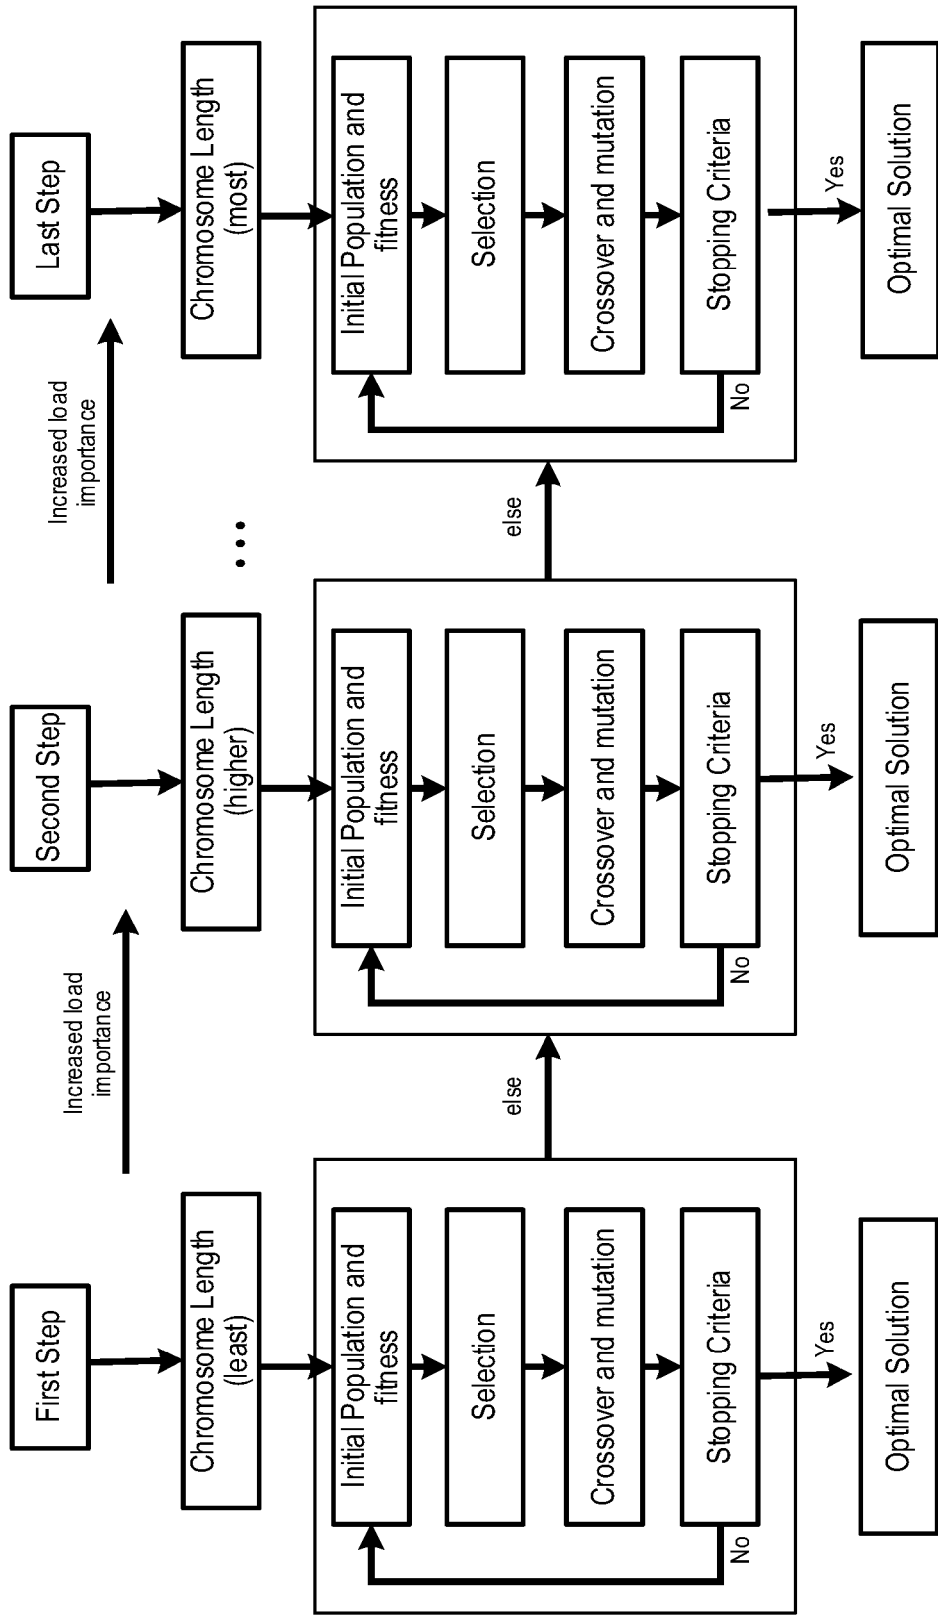 First Step
Chromosome Length
(least)
Initial Population and
fitness
Selection
Crossover and mutation
Stopping Criteria
No
Yes
Optimal Solution
Increased load
importance
else
Second Step
Chromosome Length
(higher)
Initial Population and
fitness
Selection
Crossover and mutation
Stopping Criteria
No
Yes
Optimal Solution
Increased load
importance
...
else
Last Step
Chromosome Length
(most)
Initial Population and
fitness
Selection
Crossover and mutation
Stopping Criteria
No
Yes
Optimal Solution